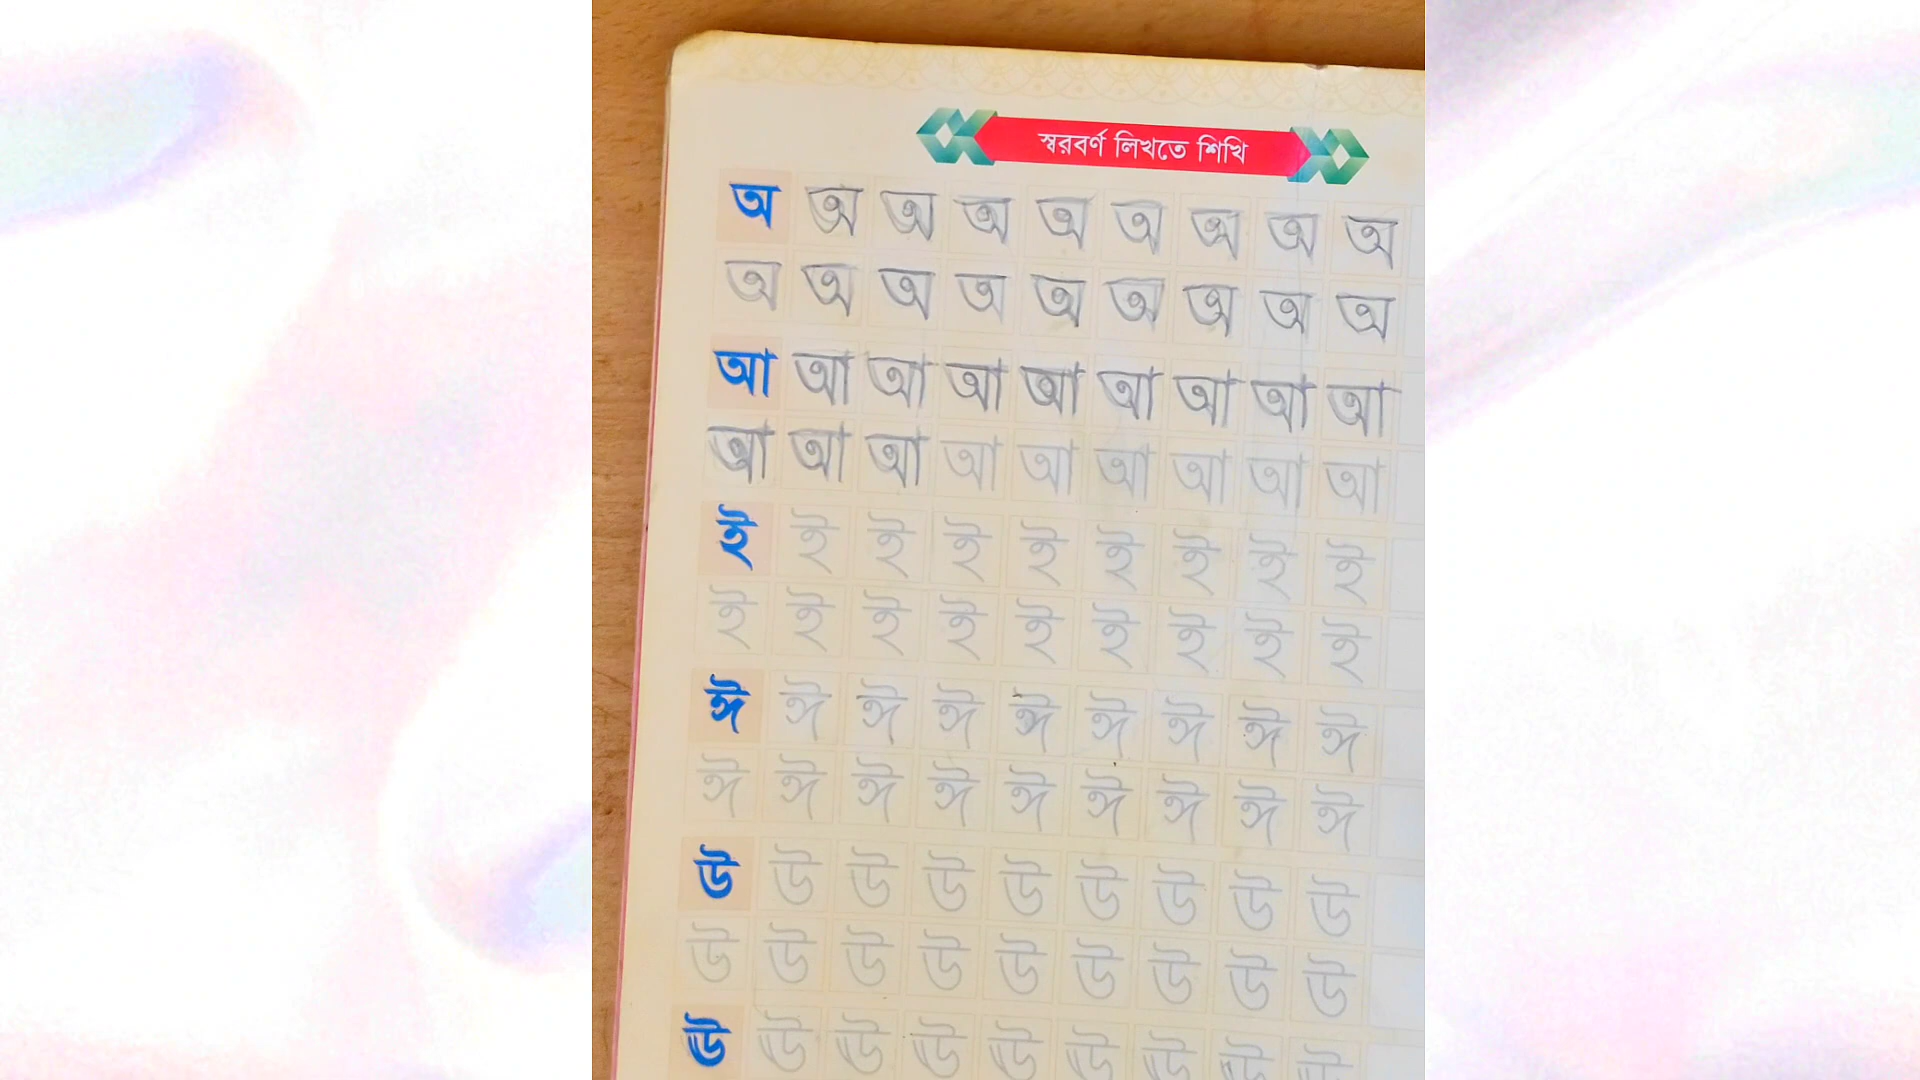 স্বরবর্ণ লিখতে শিখি
অ অ অ অ অ অ অ অ অ
অ অ অ অ অ অ অ অ অ
আ আ আ আ আ আ আ আ আ
আ আ আ আ আ আ আ আ আ
ই ই ই ই ই ই ই ই ই
ই ই ই ই ই ই ই ই ই
ঈ ঈ ঈ ঈ ঈ ঈ ঈ ঈ ঈ
ঈ ঈ ঈ ঈ ঈ ঈ ঈ ঈ ঈ
উ উ উ উ উ উ উ উ উ
উ উ উ উ উ উ উ উ উ
ঊ ঊ ঊ ঊ ঊ ঊ ঊ ঊ ঊ